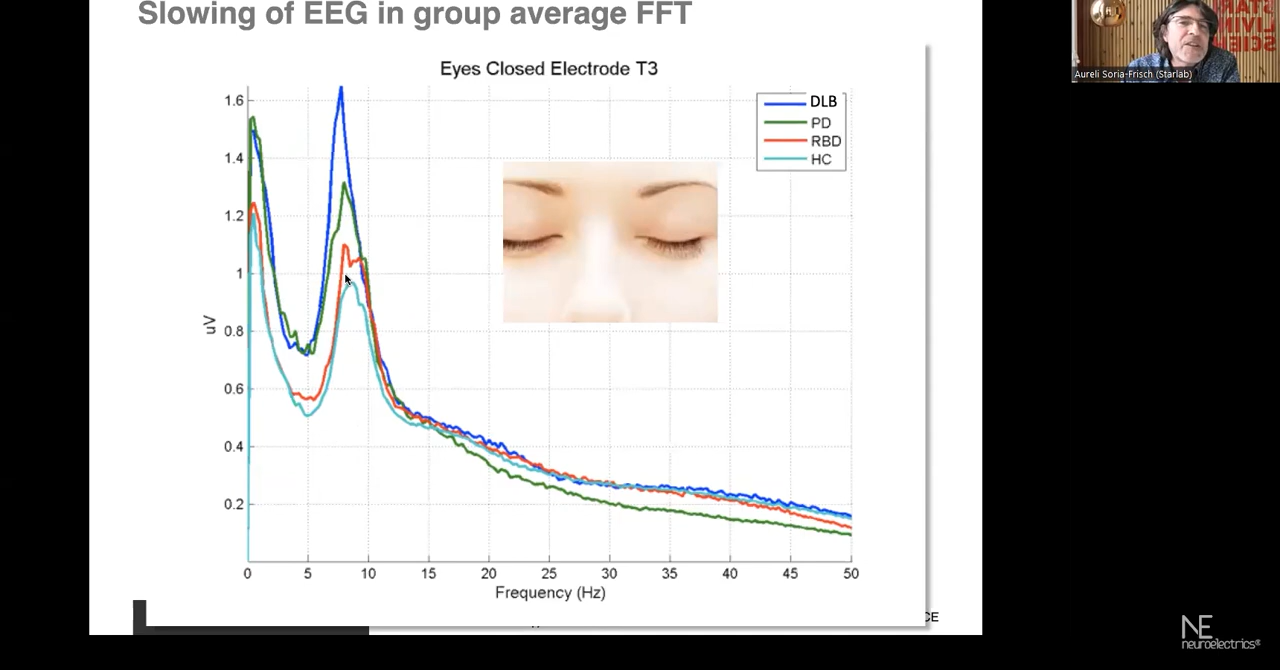 Slowing of EEG in group average FFT
Eyes Closed Electrode T3
DLB
PD
RBD
HC
uV
1.6
1.4
1.2
1
0.8
0.6
0.4
0.2
0 5 10 15 20 25 30 35 40 45 50
Frequency (Hz)
CE
Aureli Soria-Frisch (Starlab)
NE
neuroelectrics®